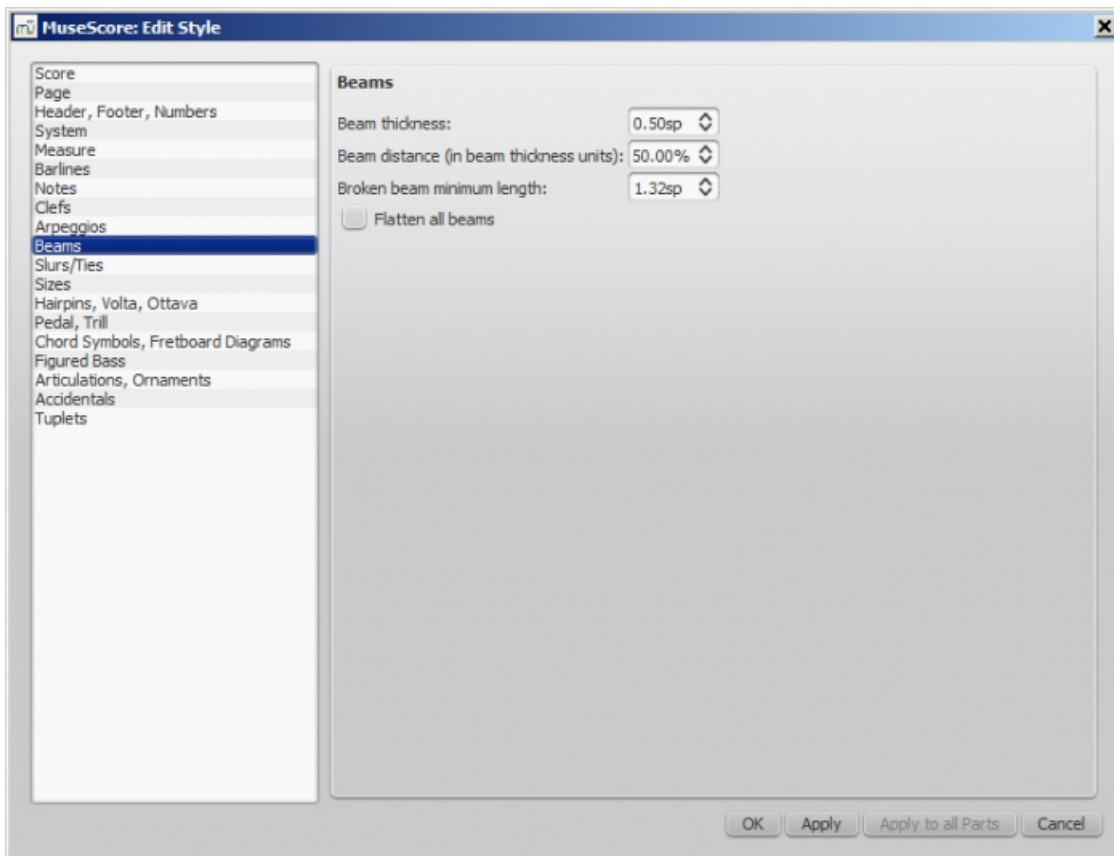 MuseScore: Edit Style
Score
Page
Header, Footer, Numbers
System
Measure
Barlines
Notes
Clefs
Arpeggios
Beams
Slurs/Ties
Sizes
Hairpins, Volta, Ottava
Pedal, Trill
Chord Symbols, Fretboard Diagrams
Figured Bass
Articulations, Ornaments
Accidentals
Tuplets
Beams
Beam thickness: 0.50sp
Beam distance (in beam thickness units): 50.00%
Broken beam minimum length: 1.32sp
Flatten all beams
OK Apply Apply to all Parts Cancel